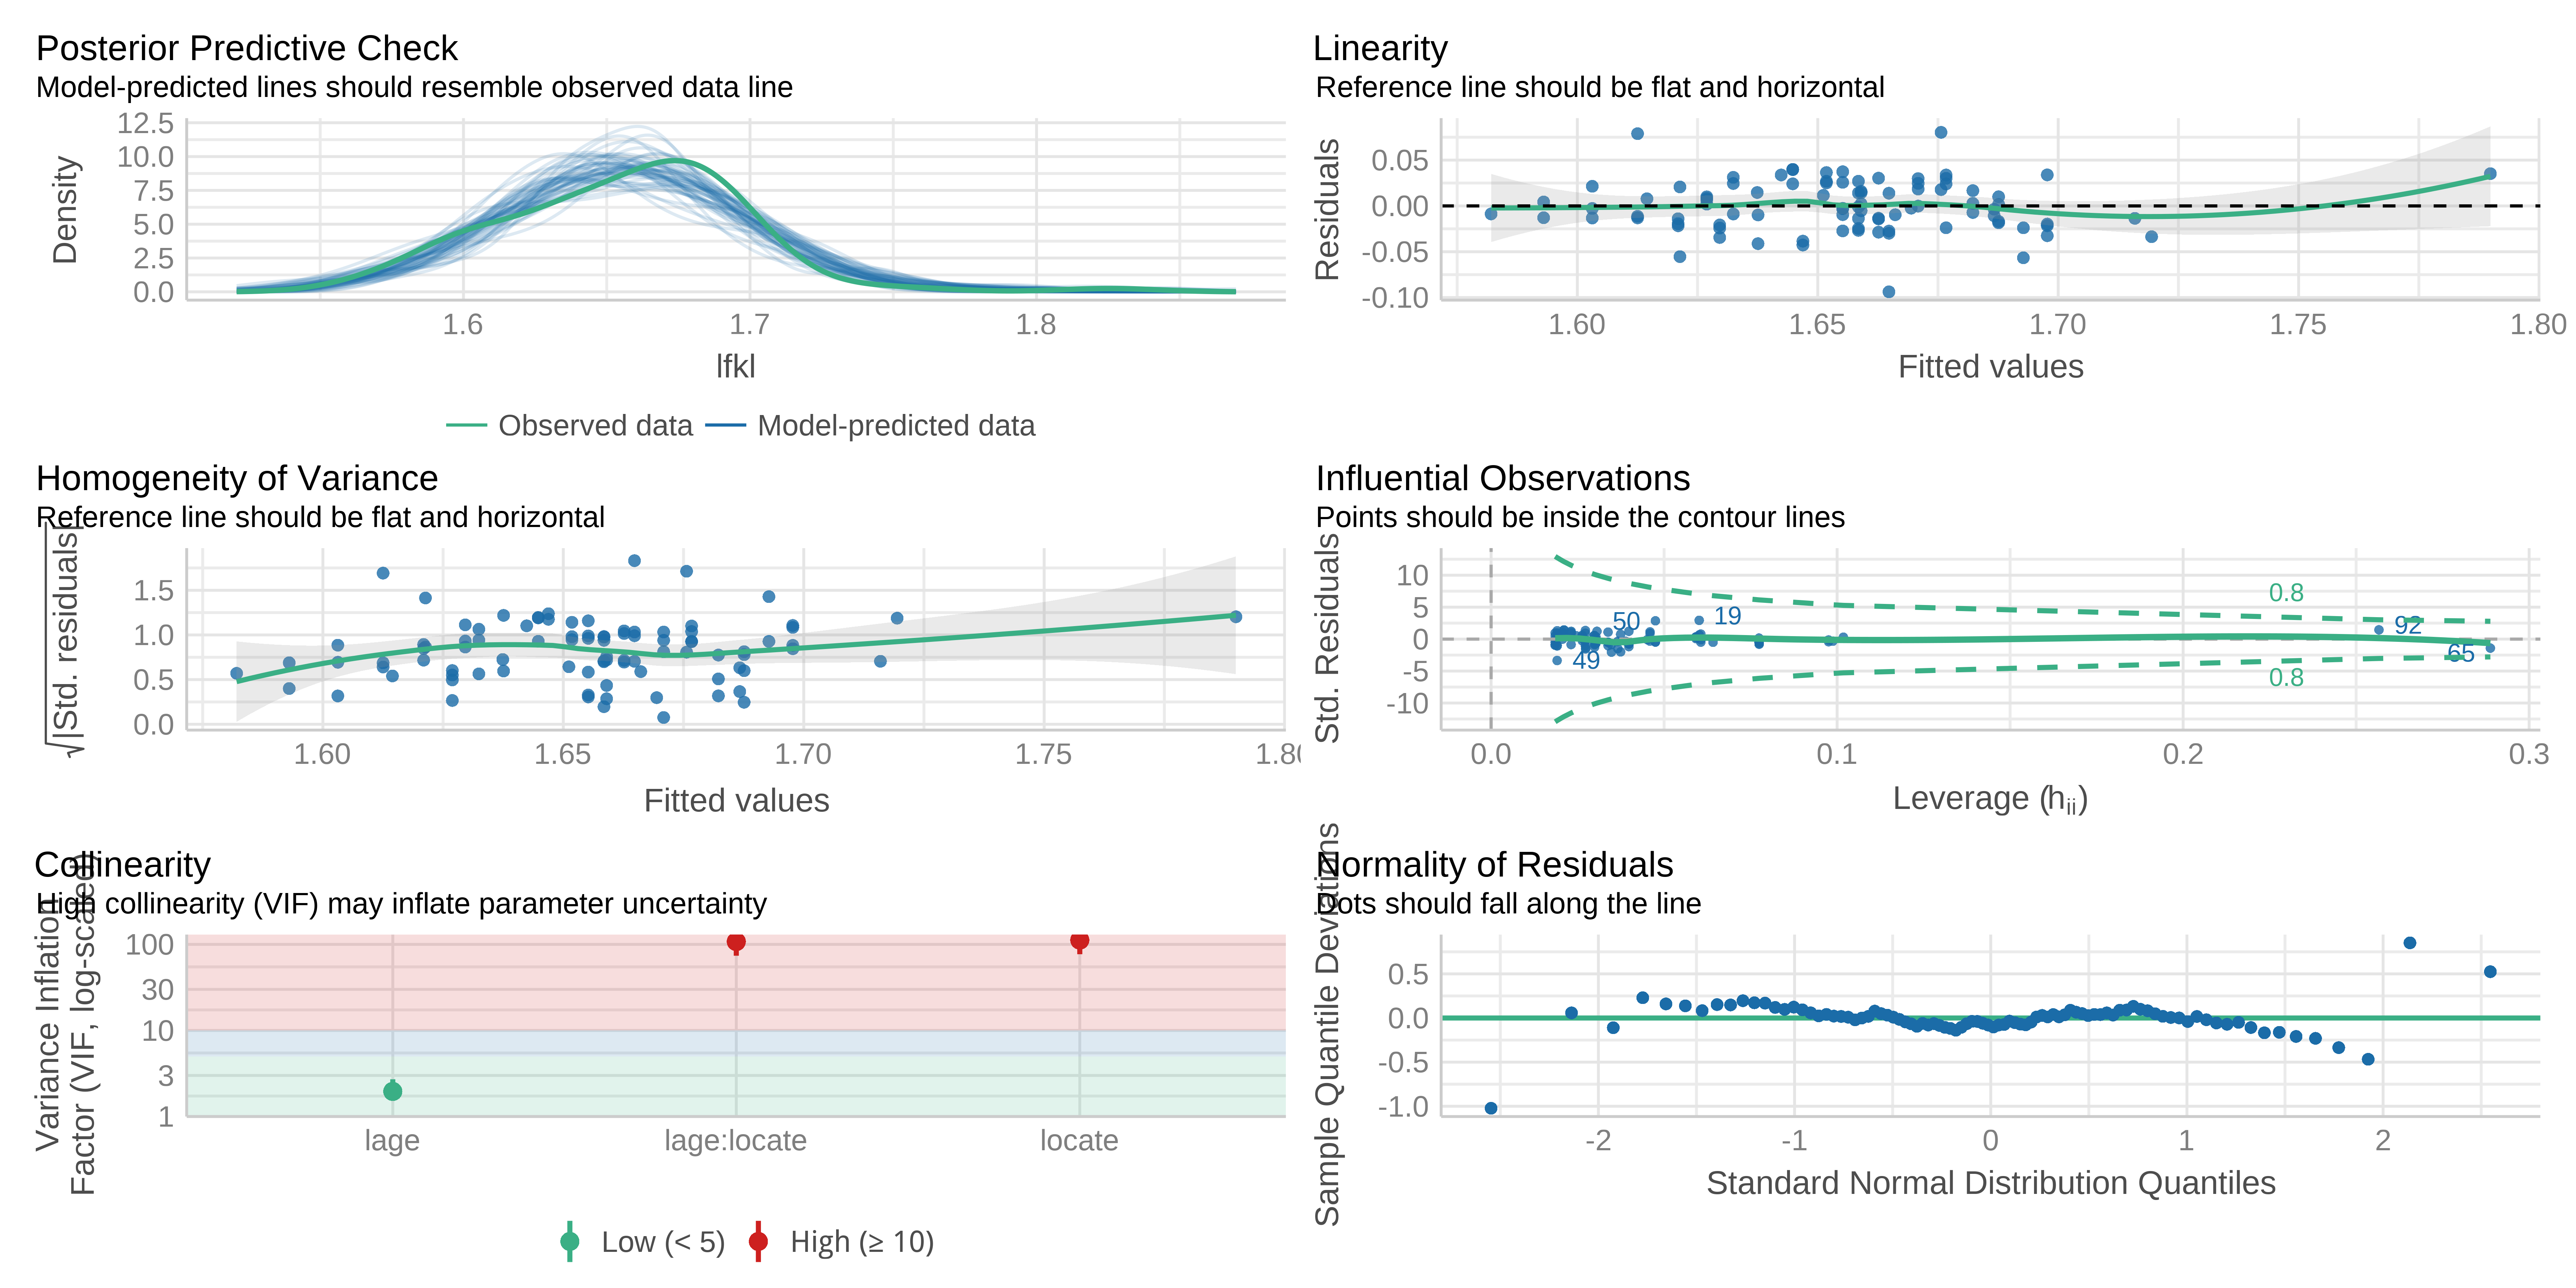 Posterior Predictive Check
Model-predicted lines should resemble observed data line
Density
12.5
10.0
7.5
5.0
2.5
0.0
1.6
1.7
1.8
lfkl
Observed data
Model-predicted data
Linearity
Reference line should be flat and horizontal
Residuals
0.05
0.00
-0.05
-0.10
1.60
1.65
1.70
1.75
1.80
Fitted values
Homogeneity of Variance
Reference line should be flat and horizontal
√|Std. residuals|
1.5
1.0
0.5
0.0
1.60
1.65
1.70
1.75
1.80
Fitted values
Influential Observations
Points should be inside the contour lines
Std. Residuals
10
5
0
-5
-10
50
19
49
92
65
0.8
0.8
0.0
0.1
0.2
0.3
Leverage (hii)
Collinearity
High collinearity (VIF) may inflate parameter uncertainty
Variance Inflation
Factor (VIF, log-scaled)
100
30
10
3
1
lage
lage:locate
locate
Low (< 5)
High (≥ 10)
Normality of Residuals
Dots should fall along the line
Sample Quantile Deviations
0.5
0.0
-0.5
-1.0
-2
-1
0
1
2
Standard Normal Distribution Quantiles